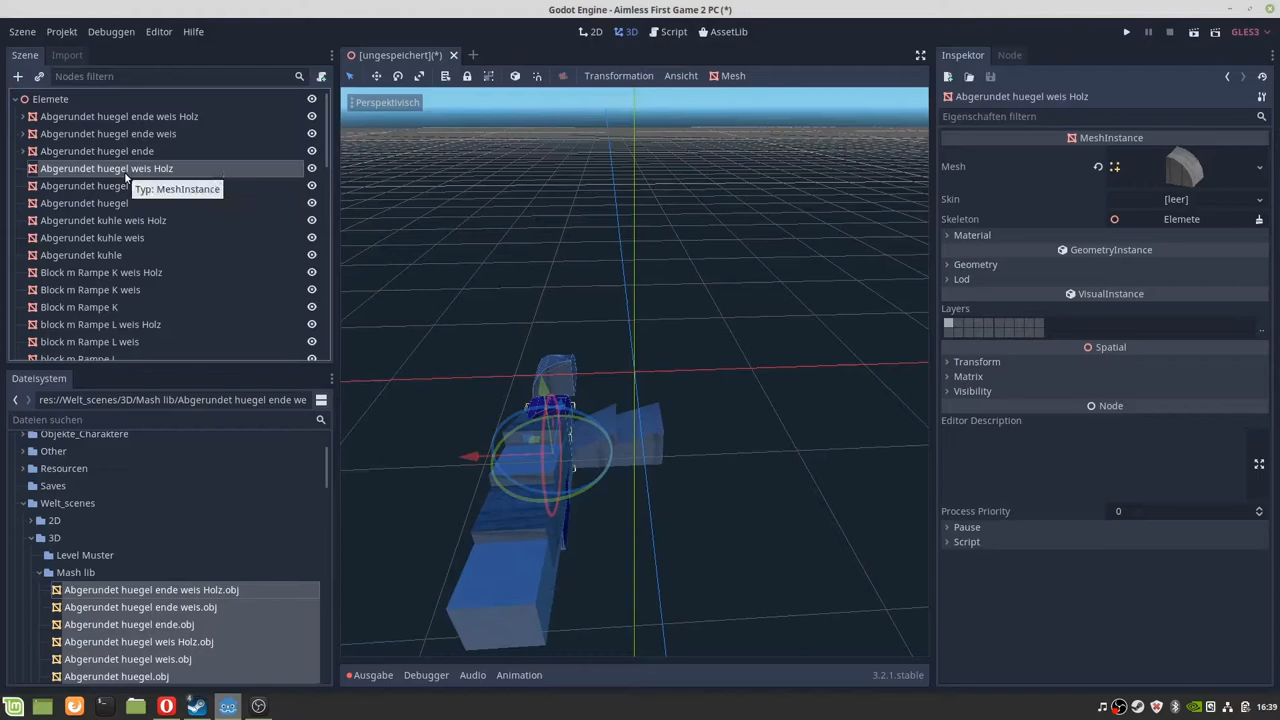 Godot Engine - Aimless First Game 2 PC (*)
Szene Projekt Debuggen Editor Hilfe
2D 3D Script AssetLib
GLES3
Szene Import
Nodes filtern
Elemete
Abgerundet huegel ende weis Holz
Abgerundet huegel ende weis
Abgerundet huegel ende
Abgerundet huegel weis Holz
Abgerundet huegel
Typ: MeshInstance
Abgerundet huegel
Abgerundet kuhle weis Holz
Abgerundet kuhle weis
Abgerundet kuhle
Block m Rampe K weis Holz
Block m Rampe K weis
Block m Rampe K
block m Rampe L weis Holz
block m Rampe L weis
block m Rampe L
Dateisystem
res://Welt_scenes/3D/Mash lib/Abgerundet huegel ende we
Dateien suchen
Objekte_Charaktere
Other
Resourcen
Saves
Welt_scenes
2D
3D
Level Muster
Mash lib
Abgerundet huegel ende weis Holz.obj
Abgerundet huegel ende weis.obj
Abgerundet huegel ende.obj
Abgerundet huegel weis Holz.obj
Abgerundet huegel weis.obj
Abgerundet huegel.obj
[ungespeichert](*)
Transformation Ansicht Mesh
Perspektivisch
Ausgabe Debugger Audio Animation
3.2.1.stable
Inspektor Node
Abgerundet huegel weis Holz
Eigenschaften filtern
MeshInstance
Mesh
Skin [leer]
Skeleton Elemete
Material
GeometryInstance
Geometry
Lod
VisualInstance
Layers
..
Spatial
Transform
Matrix
Visibility
Node
Editor Description
Process Priority 0
Pause
Script
16:39